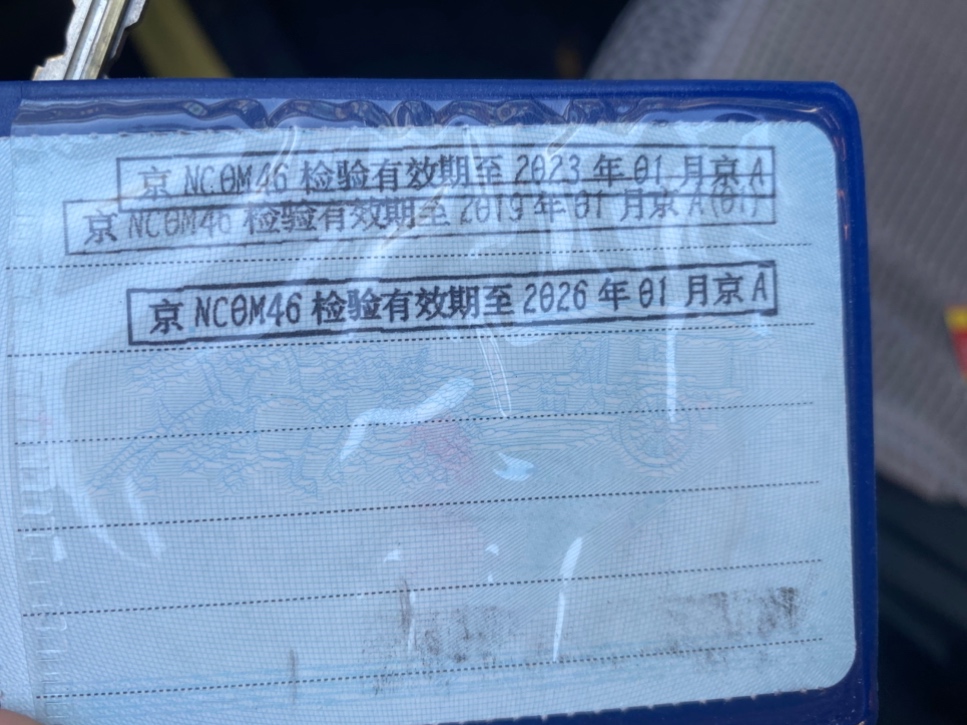 京 NC0M46 检验有效期至 2023 年 01 月京 A
京 NC0M46 检验有效期至 2019 年 01 月京 A(01)
京 NC0M46 检验有效期至 2026 年 01 月京 A